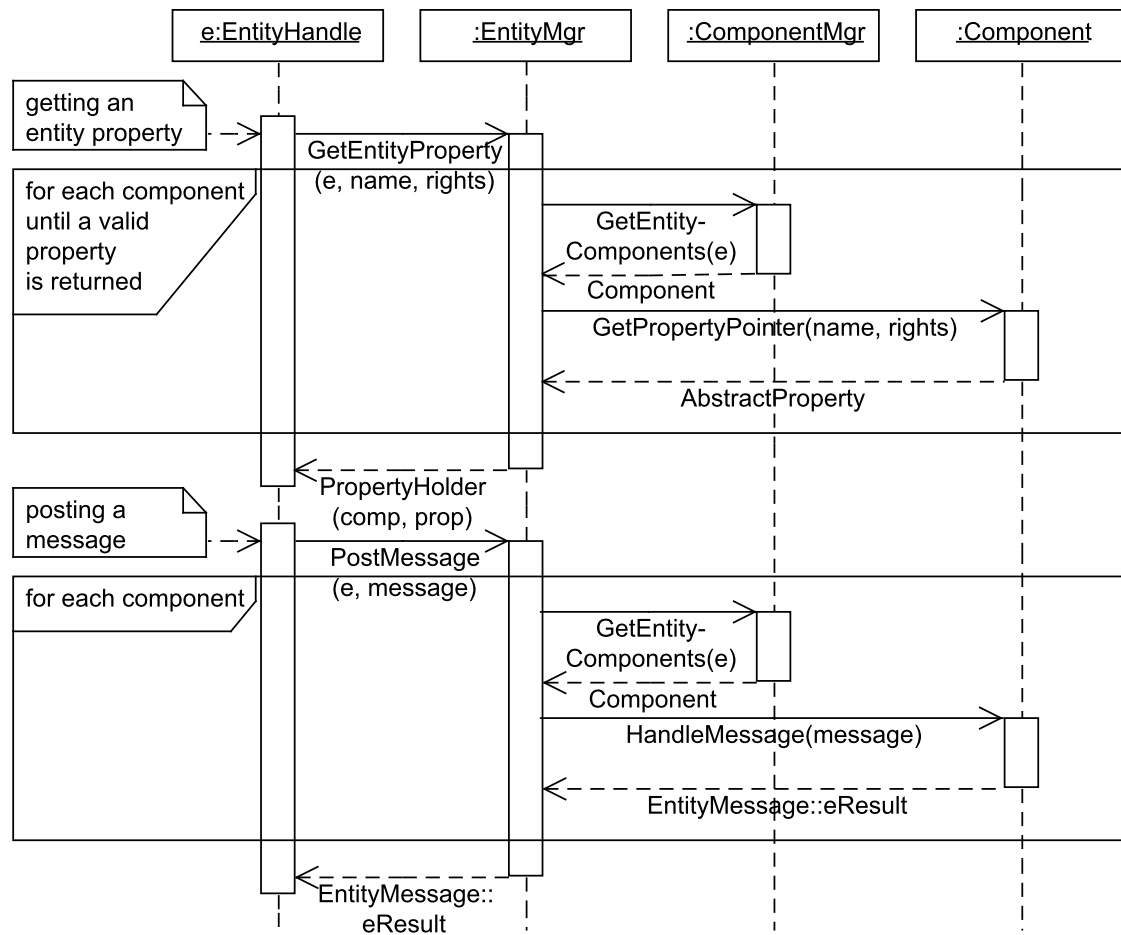 e:EntityHandle
:EntityMgr
:ComponentMgr
:Component
getting an
entity property
GetEntityProperty
(e, name, rights)
for each component
until a valid
property
is returned
GetEntity-
Components(e)
Component
GetPropertyPointer(name, rights)
AbstractProperty
PropertyHolder
(comp, prop)
posting a
message
PostMessage
(e, message)
for each component
GetEntity-
Components(e)
Component
HandleMessage(message)
EntityMessage::eResult
EntityMessage::
eResult